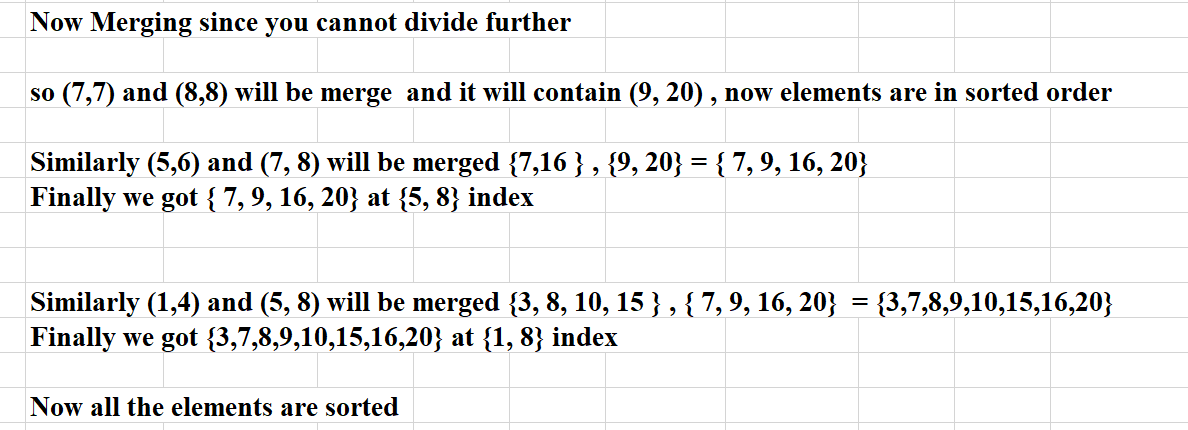 Now Merging since you cannot divide further
so (7,7) and (8,8) will be merge  and it will contain (9, 20) , now elements are in sorted order
Similarly (5,6) and (7, 8) will be merged {7,16 } , {9, 20} = { 7, 9, 16, 20}
Finally we got { 7, 9, 16, 20} at {5, 8} index
Similarly (1,4) and (5, 8) will be merged {3, 8, 10, 15 } , { 7, 9, 16, 20}  = {3,7,8,9,10,15,16,20}
Finally we got {3,7,8,9,10,15,16,20} at {1, 8} index
Now all the elements are sorted